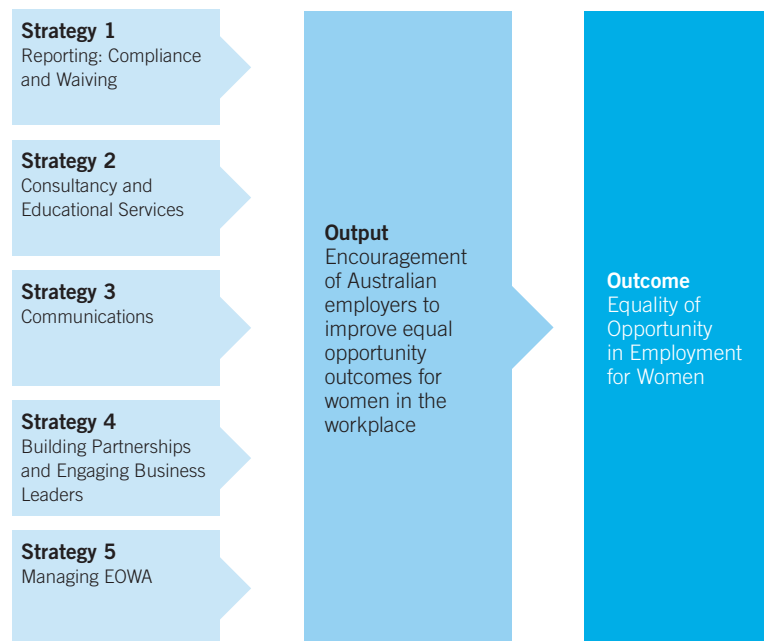 Strategy 1
Reporting: Compliance
and Waiving
Strategy 2
Consultancy and
Educational Services
Strategy 3
Communications
Strategy 4
Building Partnerships
and Engaging Business
Leaders
Strategy 5
Managing EOWA
Output
Encouragement
of Australian
employers to
improve equal
opportunity
outcomes for
women in the
workplace
Outcome
Equality of
Opportunity
in Employment
for Women